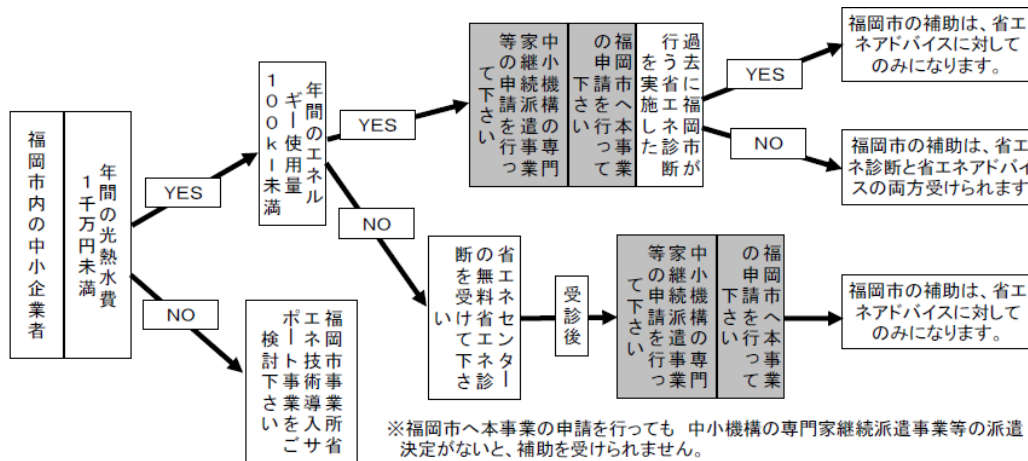 福岡市内の中小企業者
年間の光熱水費
1千万円未満
YES
NO
年間のエネル
ギー使用量
100kl未満
福岡市事業所省
エネ技術導入サ
ポート事業をご
検討下さい
YES
NO
中小機構の専門
家継続派遣事業
等の申請を行っ
て下さい
福岡市へ本事業
の申請を行って
下さい
過去に福岡市が
行う省エネ診断
を実施した
YES
NO
福岡市の補助は、省エ
ネアドバイスに対して
のみになります。
福岡市の補助は、省エ
ネ診断と省エネアドバイ
スの両方受けられます
省エネセンター
の無料省エネ診
断を受けて下さ
い
受診後
中小機構の専門
家継続派遣事業
等の申請を行っ
て下さい
福岡市へ本事業
の申請を行って
下さい
福岡市の補助は、省エ
ネアドバイスに対して
のみになります。
※福岡市へ本事業の申請を行っても 中小機構の専門家継続派遣事業等の派遣
決定がないと、補助を受けられません。